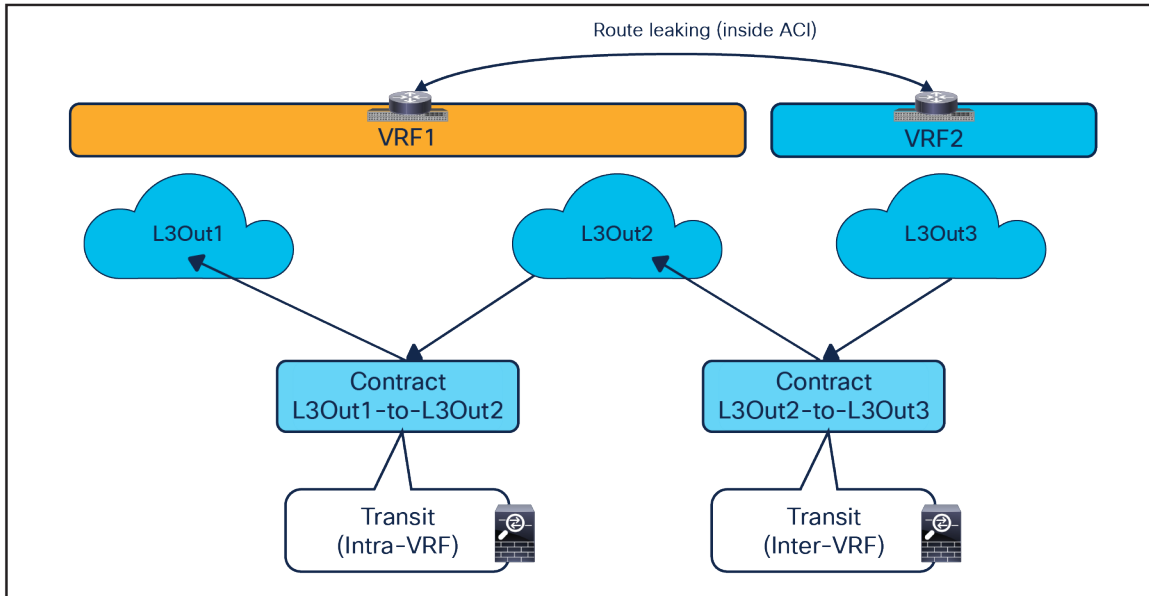 Route leaking (inside ACI)
VRF1
VRF2
L3Out1
L3Out2
L3Out3
Contract
L3Out1-to-L3Out2
Contract
L3Out2-to-L3Out3
Transit
(Intra-VRF)
Transit
(Inter-VRF)